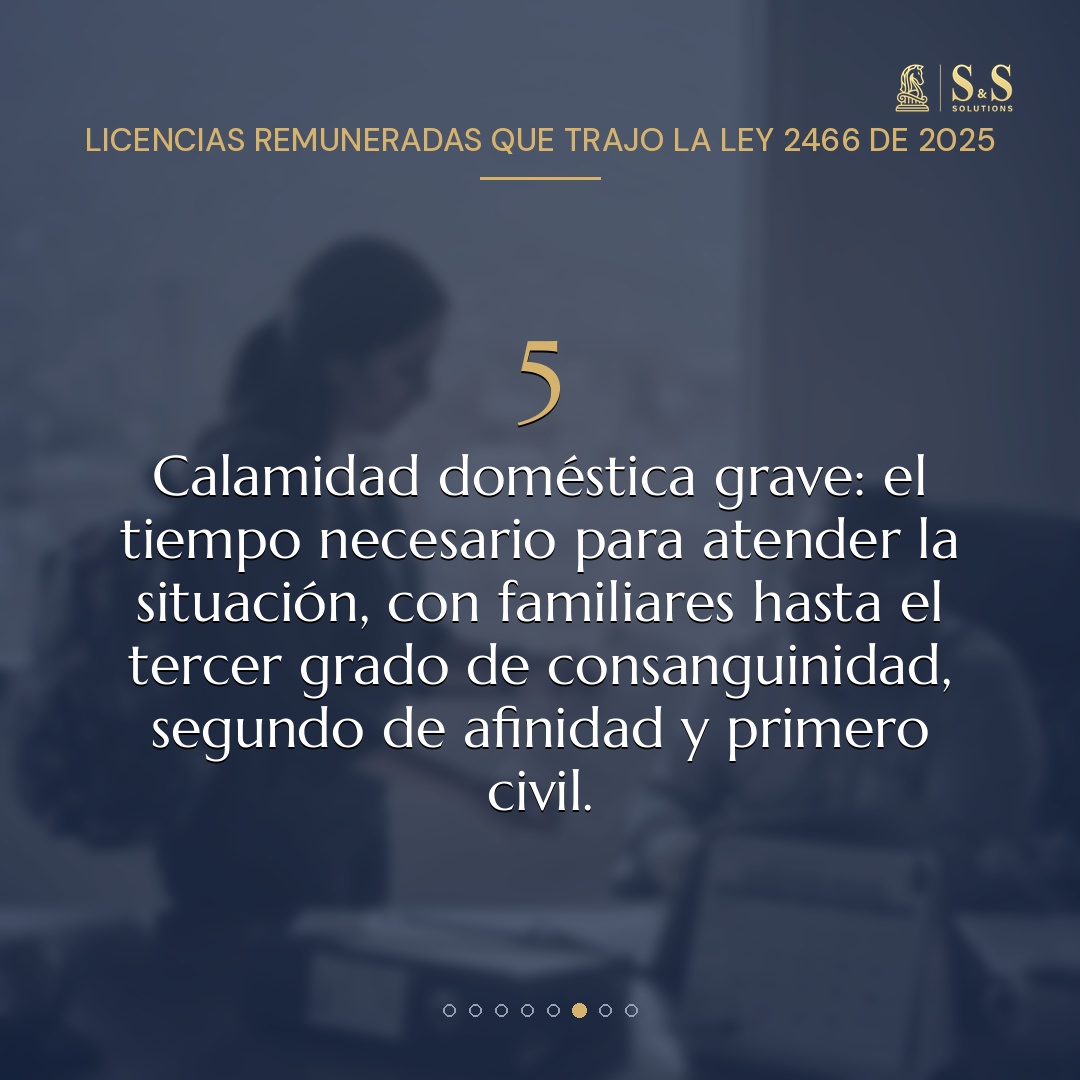 S&S
SOLUTIONS
LICENCIAS REMUNERADAS QUE TRAJO LA LEY 2466 DE 2025
5
Calamidad doméstica grave: el
tiempo necesario para atender la
situación, con familiares hasta el
tercer grado de consanguinidad,
segundo de afinidad y primero
civil.